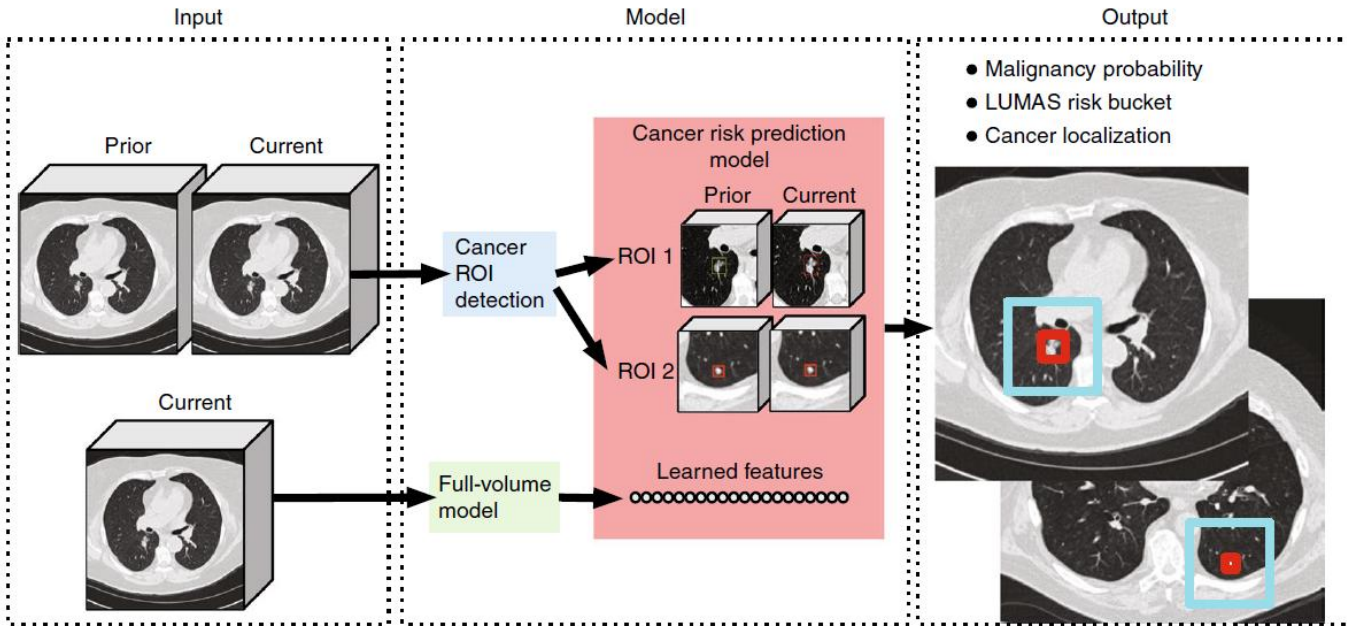 Input
Model
Output
Prior
Current
Current
Cancer
ROI
detection
Full-volume
model
Cancer risk prediction
model
Prior
Current
ROI 1
ROI 2
Learned features
● Malignancy probability
● LUMAS risk bucket
● Cancer localization